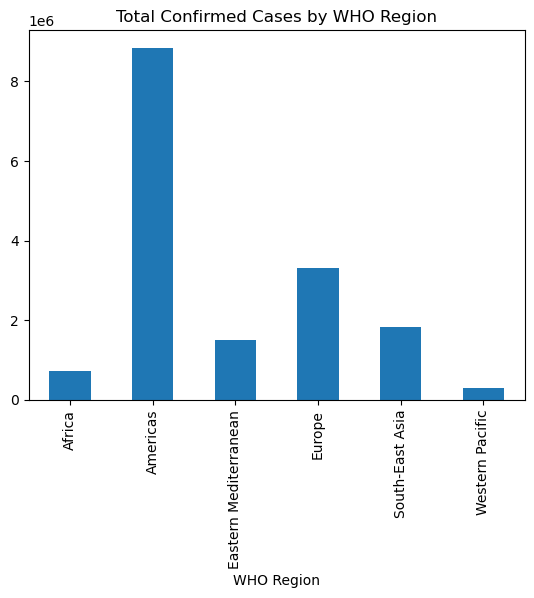 Total Confirmed Cases by WHO Region
1e6
8
6
4
2
0
Africa
Americas
Eastern Mediterranean
Europe
South-East Asia
Western Pacific
WHO Region